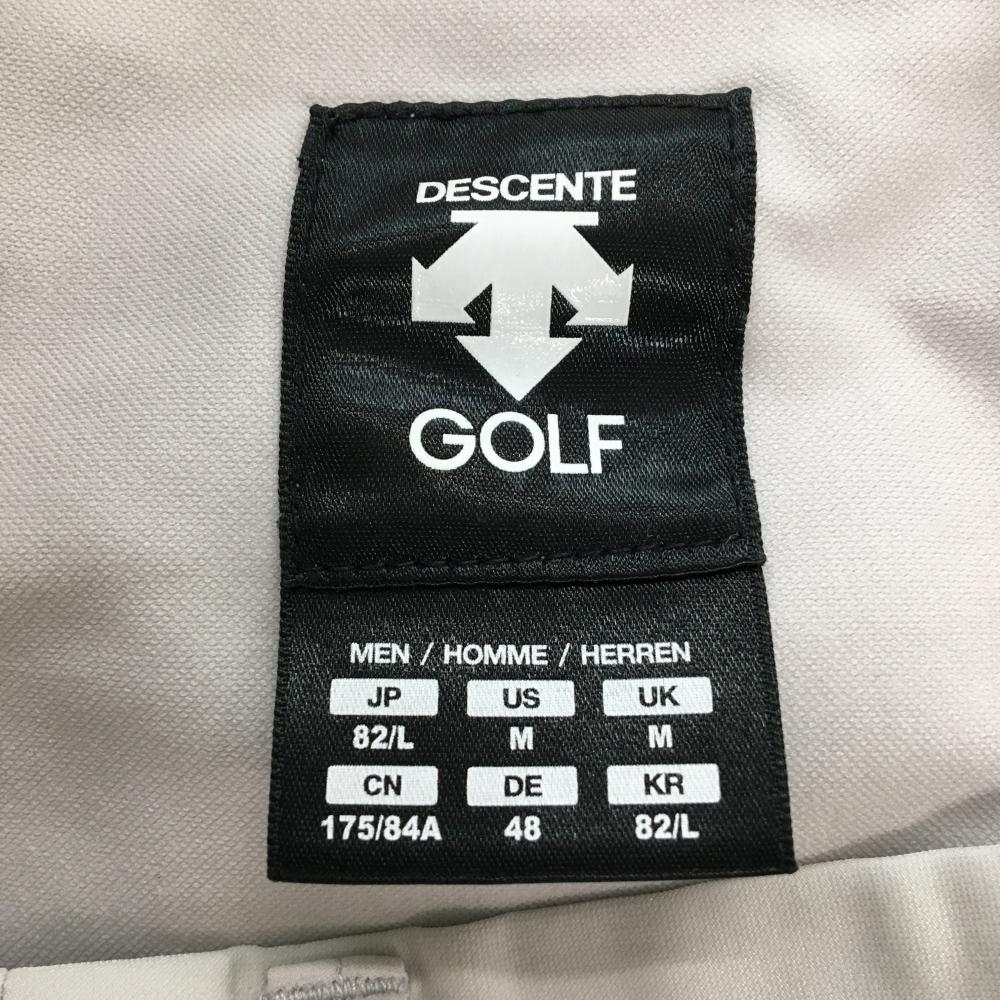 DESCENTE
GOLF
MEN / HOMME / HERREN
JP US UK
82/L M M
CN DE KR
175/84A 48 82/L